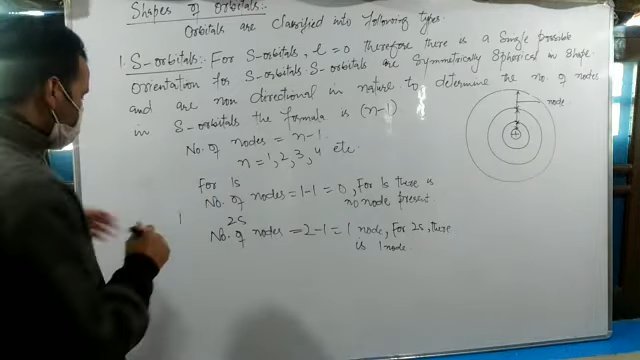 Shapes of Orbitals:-
Orbitals are classified into following types.
1. S-orbitals:- For S-orbitals, l=0 therefore there is a single possible
orientation for S-orbitals. S-orbitals are symmetrically spherical in shape
and are non directional in nature to determine the no. of nodes
in S-orbitals the formula is (n-1)
node
No. of nodes = n-1.
n = 1, 2, 3, 4 etc.
For 1s
No. of nodes = 1-1 = 0, For 1s there is
no node present.
1 2s
No. of nodes = 2-1 = 1 node, For 2s, there
is 1 node.